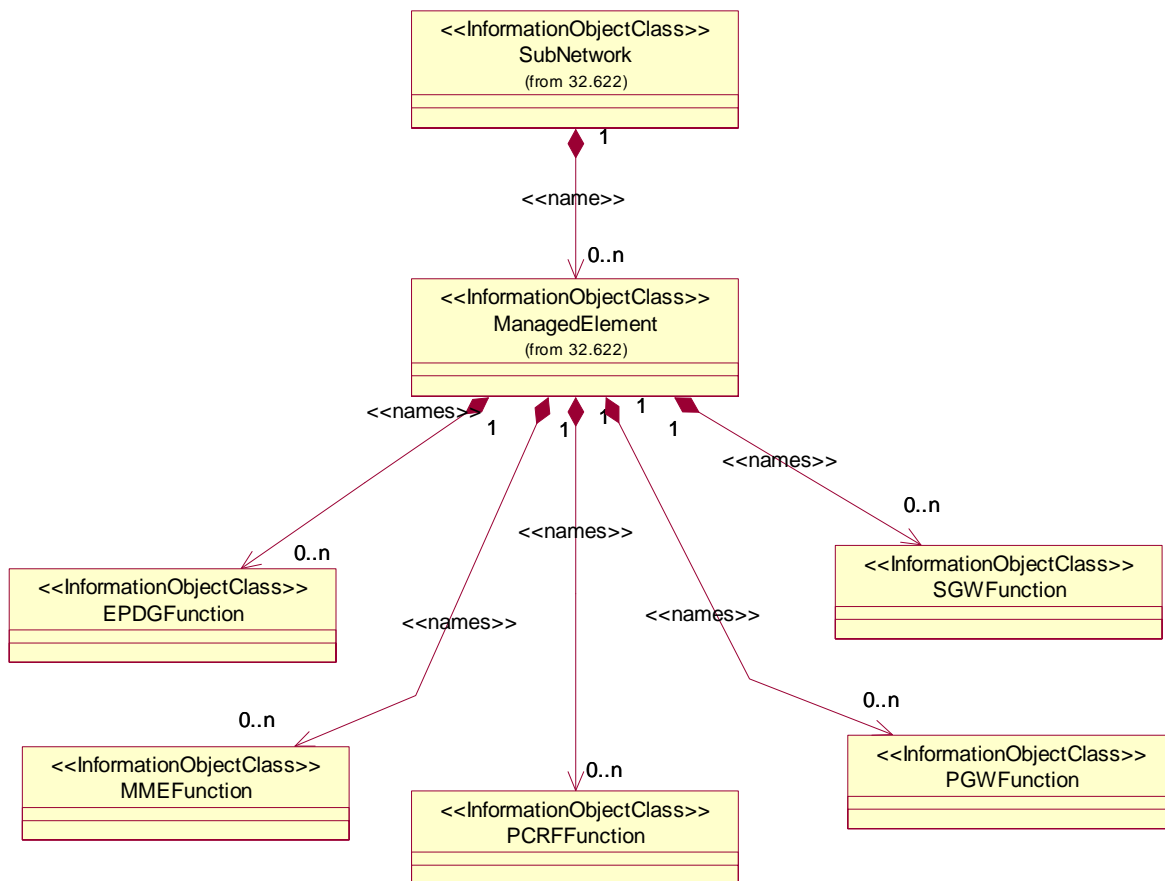 <<InformationObjectClass>>
SubNetwork
(from 32.622)
1
<<name>>
0..n
<<InformationObjectClass>>
ManagedElement
(from 32.622)
<<names>>
1
1
1
1
1
<<names>>
0..n
<<names>>
0..n
<<InformationObjectClass>>
SGWFunction
<<InformationObjectClass>>
EPDGFunction
<<names>>
<<names>>
0..n
0..n
<<InformationObjectClass>>
MMEFunction
<<InformationObjectClass>>
PGWFunction
0..n
<<InformationObjectClass>>
PCRFFunction